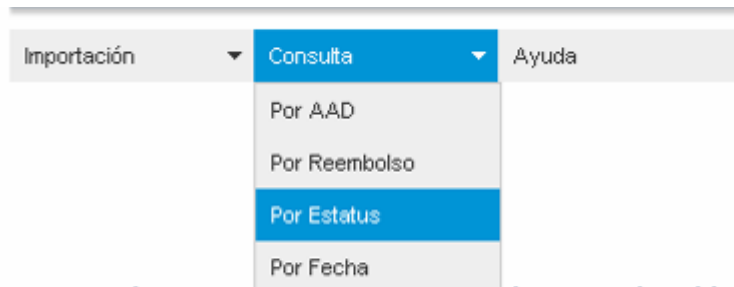 Importación Consulta Ayuda
Por AAD
Por Reembolso
Por Estatus
Por Fecha